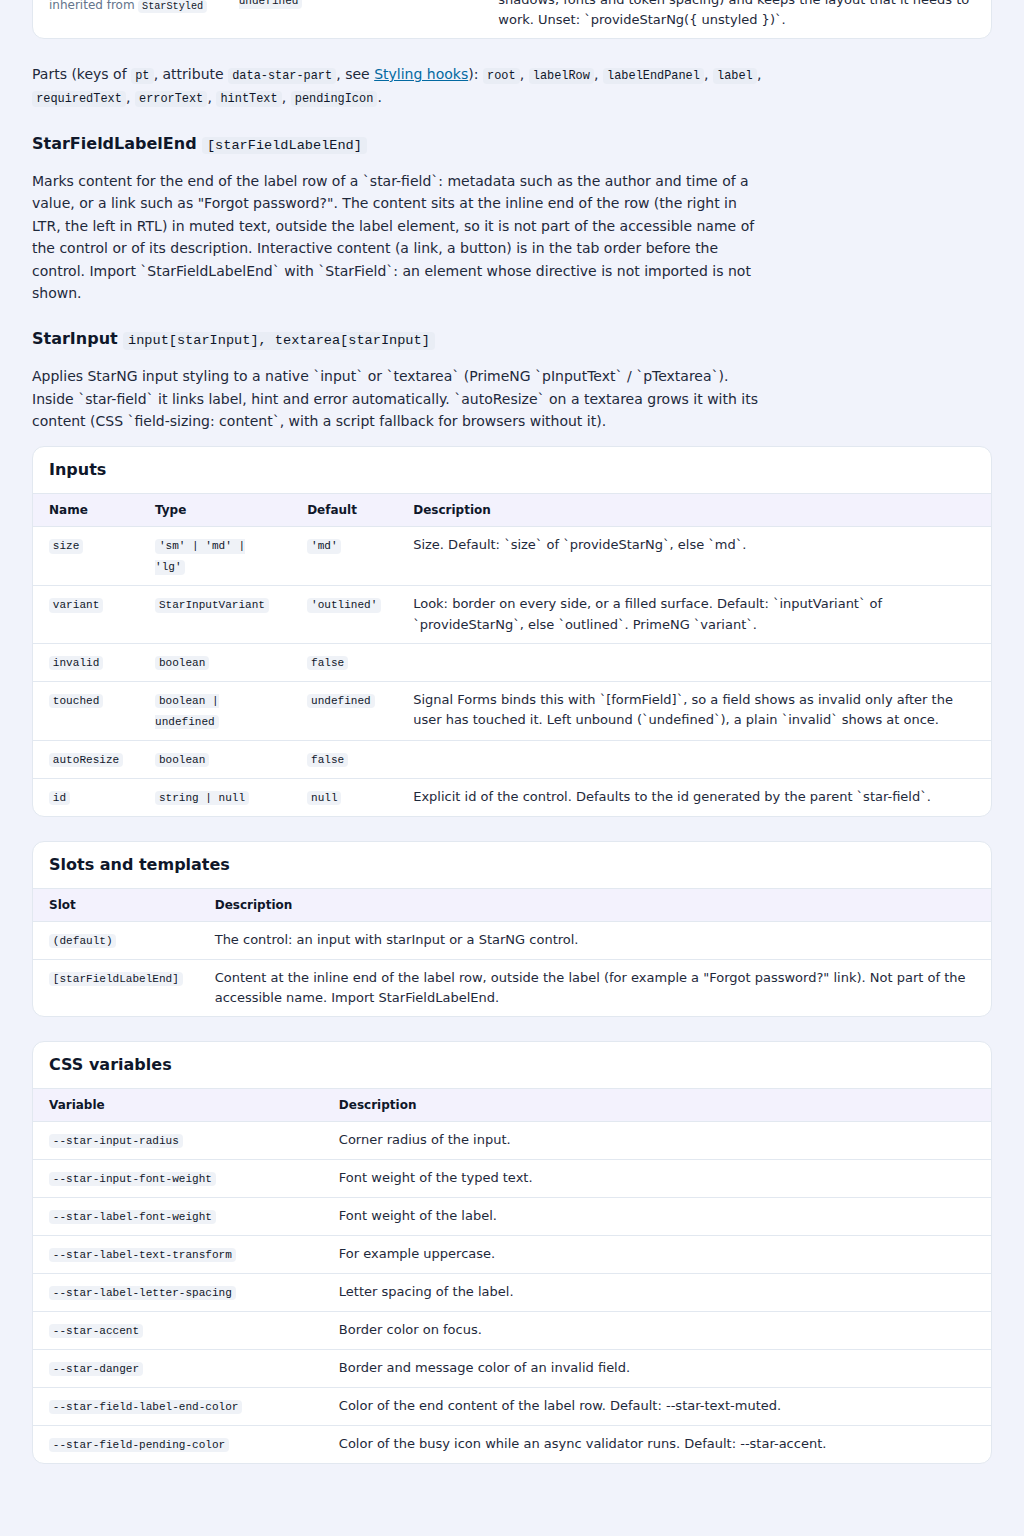 inherited from StarStyled
work. Unset: `provideStarNg({ unstyled })`.
Parts (keys of pt, attribute data-star-part, see Styling hooks): root, labelRow, labelEndPanel, label,
requiredText, errorText, hintText, pendingIcon.
StarFieldLabelEnd [starFieldLabelEnd]
Marks content for the end of the label row of a `star-field`: metadata such as the author and time of a
value, or a link such as "Forgot password?". The content sits at the inline end of the row (the right in
LTR, the left in RTL) in muted text, outside the label element, so it is not part of the accessible name of
the control or of its description. Interactive content (a link, a button) is in the tab order before the
control. Import `StarFieldLabelEnd` with `StarField`: an element whose directive is not imported is not
shown.
StarInput input[starInput], textarea[starInput]
Applies StarNG input styling to a native `input` or `textarea` (PrimeNG `pInputText` / `pTextarea`).
Inside `star-field` it links label, hint and error automatically. `autoResize` on a textarea grows it with its
content (CSS `field-sizing: content`, with a script fallback for browsers without it).
Inputs
Name Type Default Description
size 'sm' | 'md' | 'md' Size. Default: `size` of `provideStarNg`, else `md`.
'lg'
variant StarInputVariant 'outlined' Look: border on every side, or a filled surface. Default: `inputVariant` of
`provideStarNg`, else `outlined`. PrimeNG `variant`.
invalid boolean false
touched boolean | undefined Signal Forms binds this with `[formField]`, so a field shows as invalid only after the
undefined user has touched it. Left unbound (`undefined`), a plain `invalid` shows at once.
autoResize boolean false
id string | null null Explicit id of the control. Defaults to the id generated by the parent `star-field`.
Slots and templates
Slot Description
(default) The control: an input with starInput or a StarNG control.
[starFieldLabelEnd] Content at the inline end of the label row, outside the label (for example a "Forgot password?" link). Not part of the
accessible name. Import StarFieldLabelEnd.
CSS variables
Variable Description
--star-input-radius Corner radius of the input.
--star-input-font-weight Font weight of the typed text.
--star-label-font-weight Font weight of the label.
--star-label-text-transform For example uppercase.
--star-label-letter-spacing Letter spacing of the label.
--star-accent Border color on focus.
--star-danger Border and message color of an invalid field.
--star-field-label-end-color Color of the end content of the label row. Default: --star-text-muted.
--star-field-pending-color Color of the busy icon while an async validator runs. Default: --star-accent.